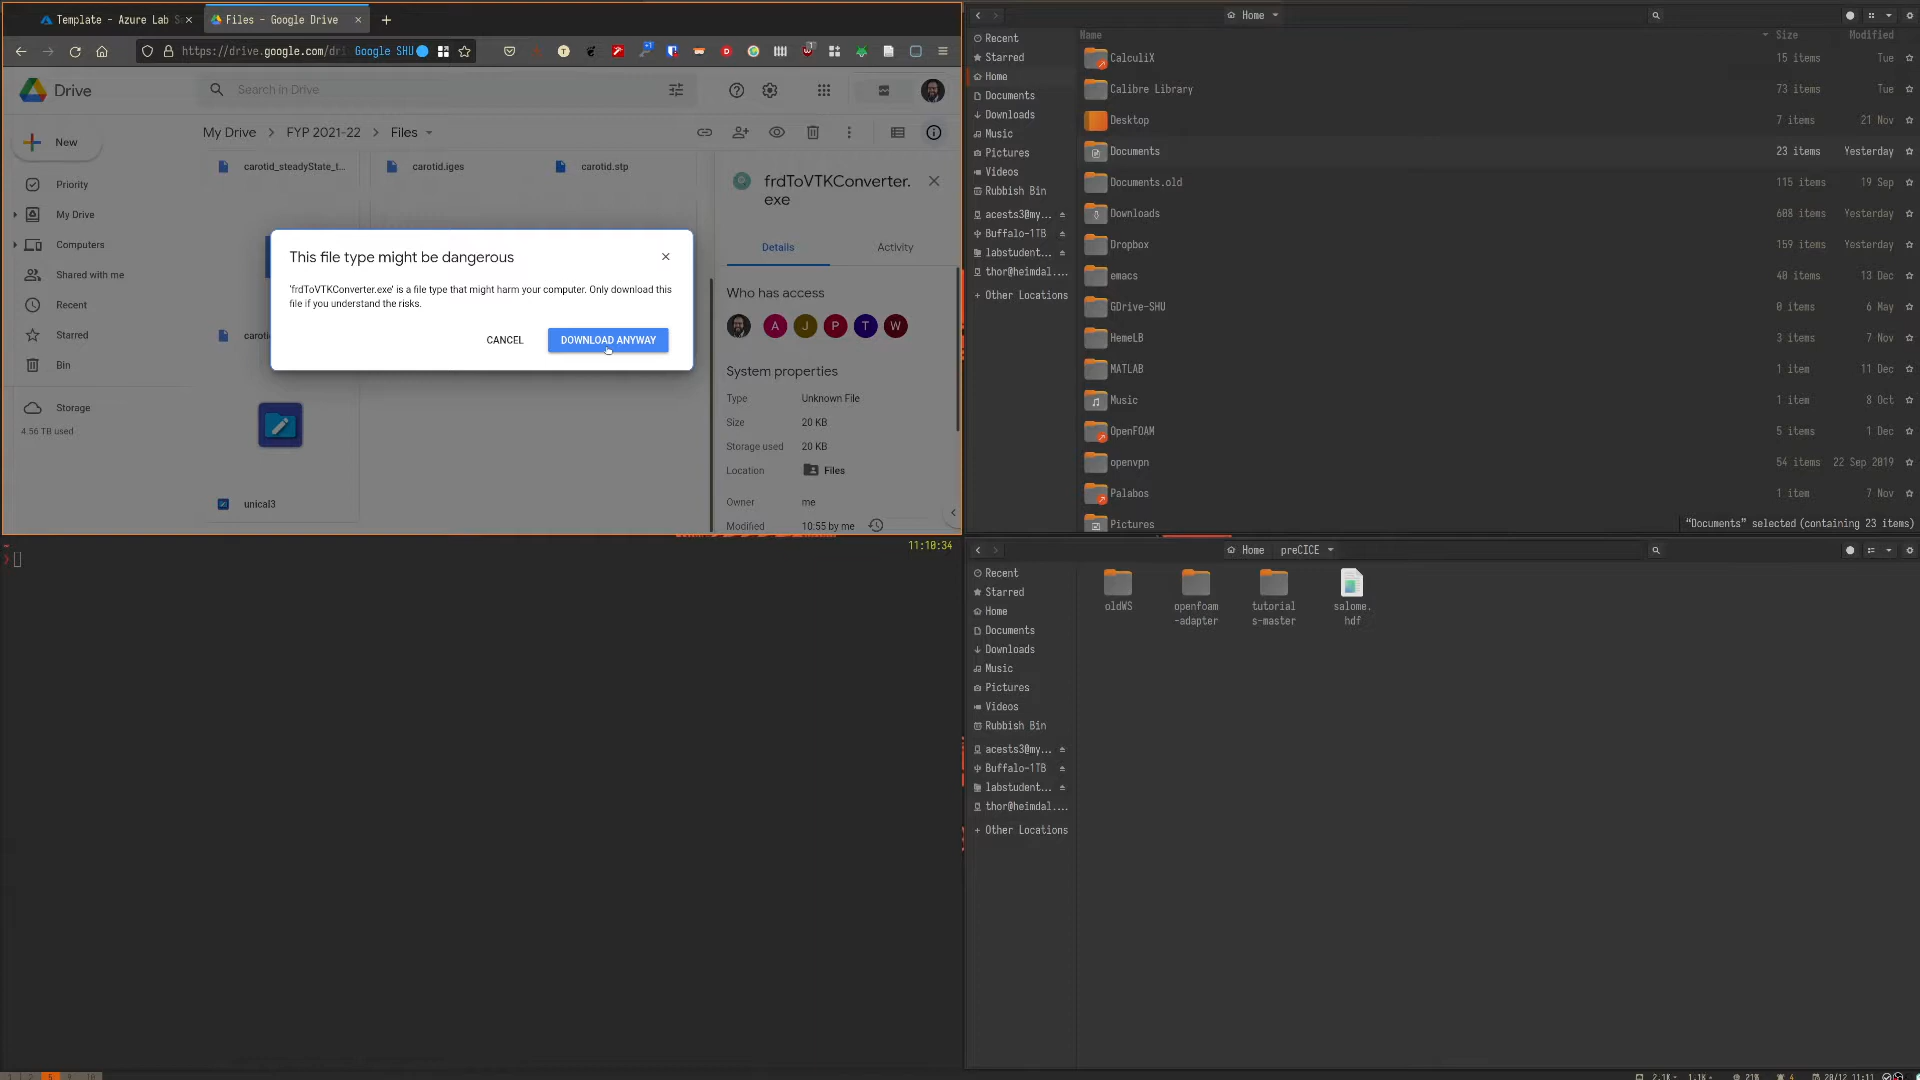 Template - Azure Lab S
Files - Google Drive
https://drive.google.com/dri
Google SHU
Drive
Search in Drive
My Drive > FYP 2021-22 > Files
New
Priority
My Drive
Computers
Shared with me
Recent
Starred
Bin
Storage
4.56 TB used
carotid_steadyState_t...
carotid.iges
carotid.stp
unical3
This file type might be dangerous
'frdToVTKConverter.exe' is a file type that might harm your computer. Only download this
file if you understand the risks.
CANCEL
DOWNLOAD ANYWAY
frdToVTKConverter.
exe
Details
Activity
Who has access
A J P T W
System properties
Type Unknown File
Size 20 KB
Storage used 20 KB
Location Files
Owner me
Modified 10:55 by me
Home
Recent
Starred
Home
Documents
Downloads
Music
Pictures
Videos
Rubbish Bin
acests3@my...
Buffalo-1TB
labstudent...
thor@heimdal....
+ Other Locations
Name Size Modified
CalculiX 15 items Tue
Calibre Library 73 items Tue
Desktop 7 items 21 Nov
Documents 23 items Yesterday
Documents.old 115 items 19 Sep
Downloads 608 items Yesterday
Dropbox 159 items Yesterday
emacs 40 items 13 Dec
GDrive-SHU 0 items 6 May
HemeLB 3 items 7 Nov
MATLAB 1 item 11 Dec
Music 1 item 8 Oct
OpenFOAM 5 items 1 Dec
openvpn 54 items 22 Sep 2019
Palabos 1 item 7 Nov
Pictures
"Documents" selected (containing 23 items)
11:10:34
Home preCICE
Recent
Starred
Home
Documents
Downloads
Music
Pictures
Videos
Rubbish Bin
acests3@my...
Buffalo-1TB
labstudent...
thor@heimdal....
+ Other Locations
oldWS
openfoam
-adapter
tutorial
s-master
salome.
hdf
5
2.1K 1.1K 21% 4 20/12 11:11